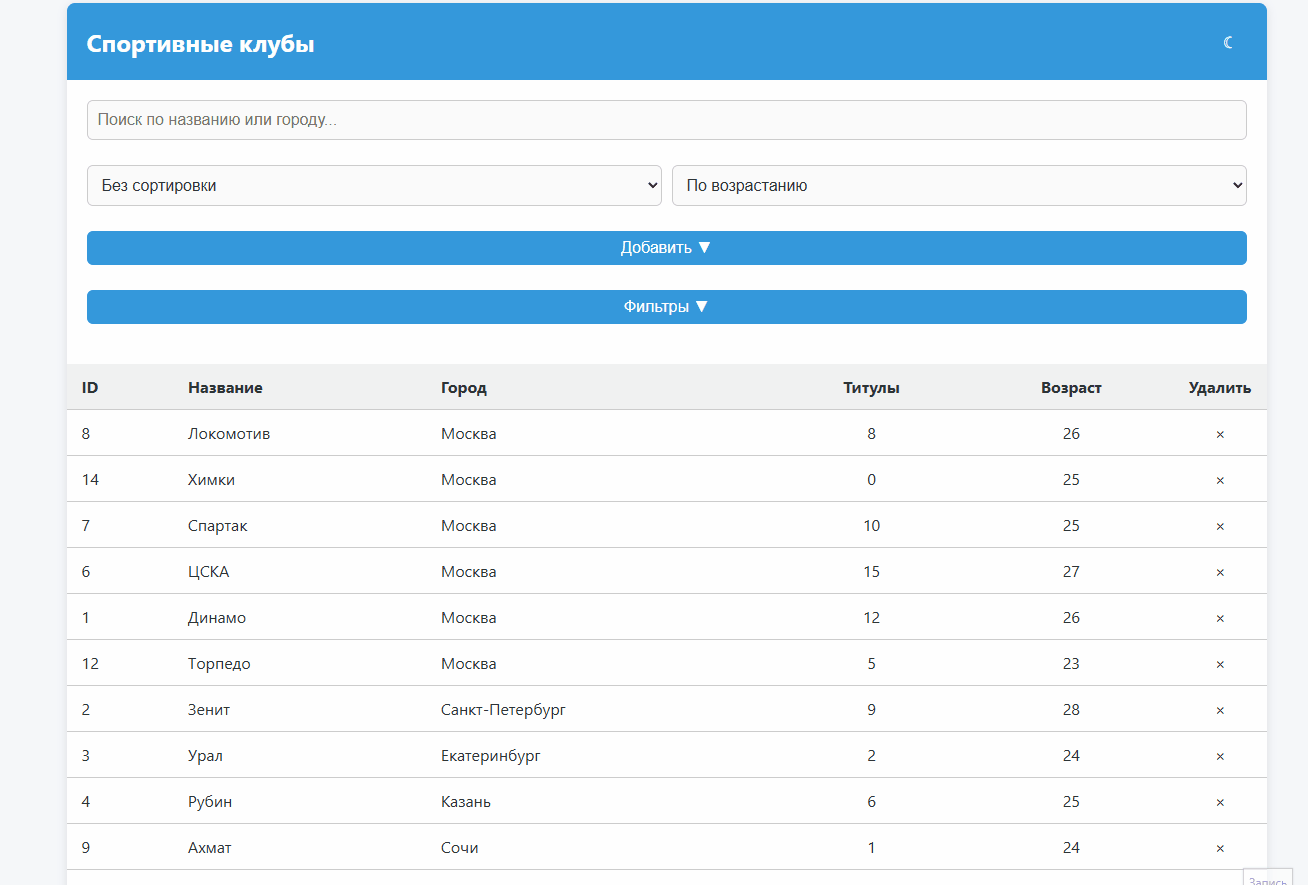 Спортивные клубы ☾
Поиск по названию или городу...
Без сортировки По возрастанию
Добавить ▼
Фильтры ▼
ID Название Город Титулы Возраст Удалить
8 Локомотив Москва 8 26 ×
14 Химки Москва 0 25 ×
7 Спартак Москва 10 25 ×
6 ЦСКА Москва 15 27 ×
1 Динамо Москва 12 26 ×
12 Торпедо Москва 5 23 ×
2 Зенит Санкт-Петербург 9 28 ×
3 Урал Екатеринбург 2 24 ×
4 Рубин Казань 6 25 ×
9 Ахмат Сочи 1 24 ×
Запись